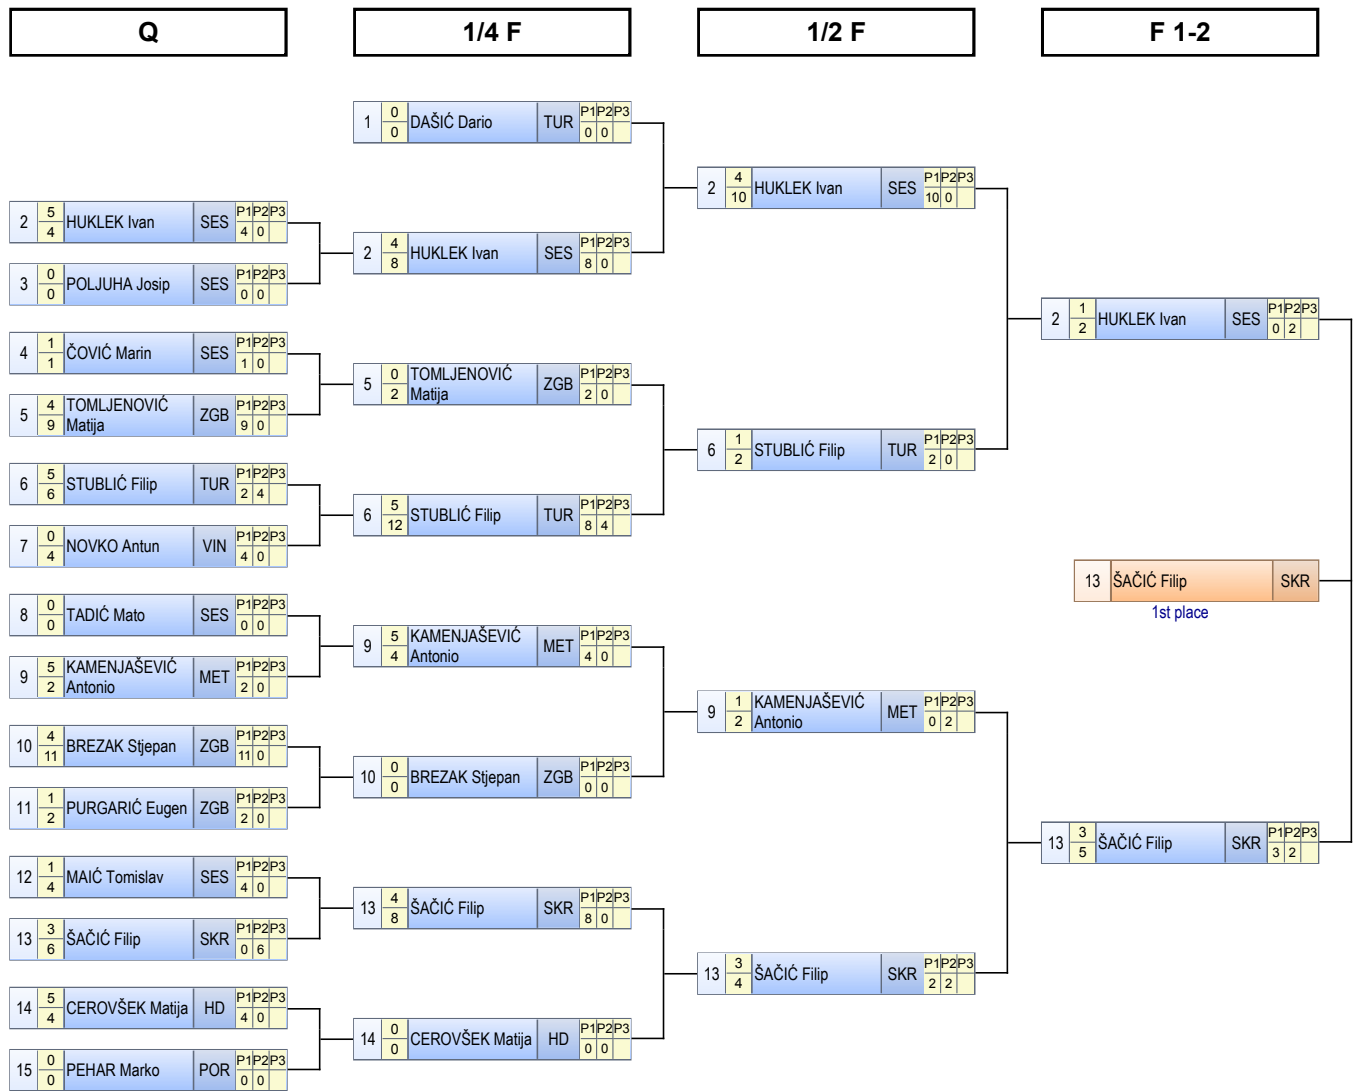 Q
1/4 F
1/2 F
F 1-2
1 0 DAŠIĆ Dario TUR P1 P2 P3
0 0 0
2 4 HUKLEK Ivan SES P1 P2 P3
10 10 0
2 5 HUKLEK Ivan SES P1 P2 P3
4 4 0
2 4 HUKLEK Ivan SES P1 P2 P3
8 8 0
3 0 POLJUHA Josip SES P1 P2 P3
0 0 0
2 1 HUKLEK Ivan SES P1 P2 P3
2 0 2
4 1 ČOVIĆ Marin SES P1 P2 P3
1 1 0
5 0 TOMLJENOVIĆ ZGB P1 P2 P3
2 Matija 2 0
5 4 TOMLJENOVIĆ ZGB P1 P2 P3
9 Matija 9 0
6 1 STUBLIĆ Filip TUR P1 P2 P3
2 2 0
6 5 STUBLIĆ Filip TUR P1 P2 P3
6 2 4
6 5 STUBLIĆ Filip TUR P1 P2 P3
12 8 4
7 0 NOVKO Antun VIN P1 P2 P3
4 4 0
13 ŠAČIĆ Filip SKR
1st place
8 0 TADIĆ Mato SES P1 P2 P3
0 0 0
9 5 KAMENJAŠEVIĆ MET P1 P2 P3
4 Antonio 4 0
9 5 KAMENJAŠEVIĆ MET P1 P2 P3
2 Antonio 2 0
9 1 KAMENJAŠEVIĆ MET P1 P2 P3
2 Antonio 0 2
10 4 BREZAK Stjepan ZGB P1 P2 P3
11 11 0
10 0 BREZAK Stjepan ZGB P1 P2 P3
0 0 0
11 1 PURGARIĆ Eugen ZGB P1 P2 P3
2 2 0
13 3 ŠAČIĆ Filip SKR P1 P2 P3
5 3 2
12 1 MAIĆ Tomislav SES P1 P2 P3
4 4 0
13 4 ŠAČIĆ Filip SKR P1 P2 P3
8 8 0
13 3 ŠAČIĆ Filip SKR P1 P2 P3
6 0 6
13 3 ŠAČIĆ Filip SKR P1 P2 P3
4 2 2
14 5 CEROVŠEK Matija HD P1 P2 P3
4 4 0
14 0 CEROVŠEK Matija HD P1 P2 P3
0 0 0
15 0 PEHAR Marko POR P1 P2 P3
0 0 0